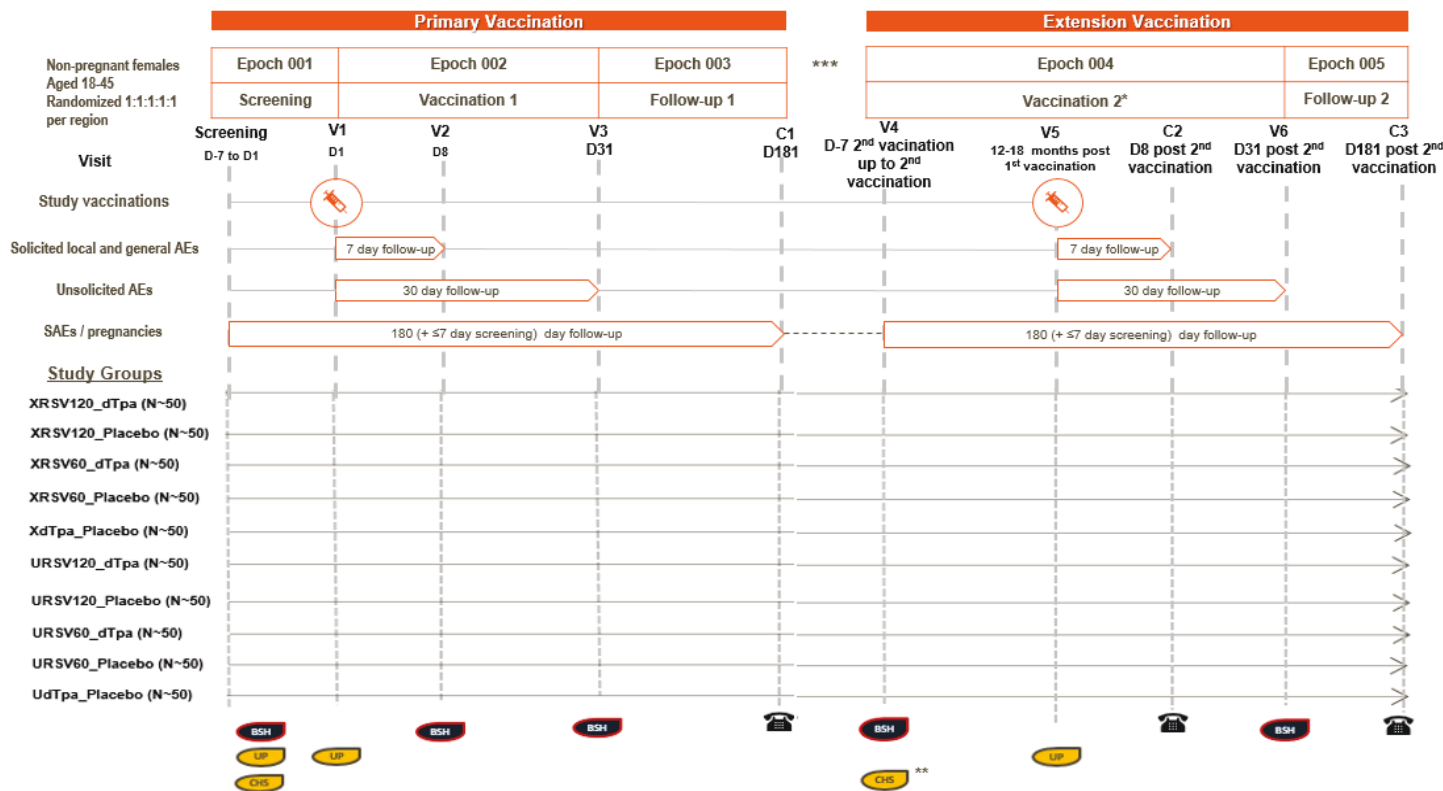 Primary Vaccination
Extension Vaccination
Non-pregnant females
Aged 18-45
Randomized 1:1:1:1:1
per region
Epoch 001
Epoch 002
Epoch 003
***
Epoch 004
Epoch 005
Screening
Vaccination 1
Follow-up 1
Vaccination 2*
Follow-up 2
Visit
Screening
D-7 to D1
V1
D1
V2
D8
V3
D31
C1
D181
V4
D-7 2nd vacination
up to 2nd
vaccination
V5
12-18 months post
1st vaccination
C2
D8 post 2nd
vaccination
V6
D31 post 2nd
vaccination
C3
D181 post 2nd
vaccination
Study vaccinations
Solicited local and general AEs
7 day follow-up
7 day follow-up
Unsolicited AEs
30 day follow-up
30 day follow-up
SAEs / pregnancies
180 (+ ≤7 day screening) day follow-up
180 (+ ≤7 day screening) day follow-up
Study Groups
XRSV120_dTpa (N~50)
XRSV120_Placebo (N~50)
XRSV60_dTpa (N~50)
XRSV60_Placebo (N~50)
XdTpa_Placebo (N~50)
URSV120_dTpa (N~50)
URSV120_Placebo (N~50)
URSV60_dTpa (N~50)
URSV60_Placebo (N~50)
UdTpa_Placebo (N~50)
BSH
BSH
BSH
BSH
BSH
UP
UP
UP
CHS
CHS **